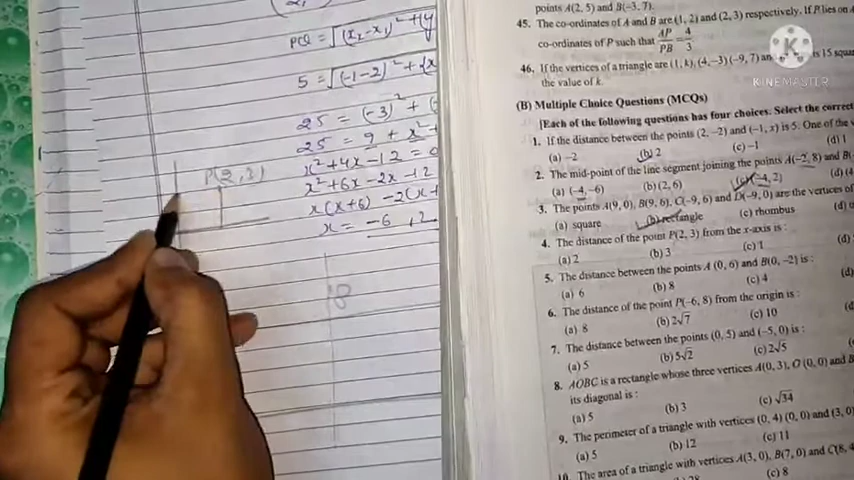 PQ = √(x₂-x₁)² + (y
5 = √(-1-2)² + (x
25 = (-3)² + (
25 = 9 + x² +
x² + 4x - 12 = 0
x² + 6x - 2x - 12
x(x+6) - 2(x+
x = -6 , 2
P(2, 3)
8
points A(2, 5) and B(-3, 7).
45. The co-ordinates of A and B are (1, 2) and (2, 3) respectively. If P lies on
co-ordinates of P such that AP/PB = 4/3
46. If the vertices of a triangle are (1, k), (4, -3) (-9, 7) and is 15 squar
the value of k.
K
KINEMASTER
(B) Multiple Choice Questions (MCQs)
[Each of the following questions has four choices. Select the correct
1. If the distance between the points (2, -2) and (-1, x) is 5. One of the v
(a) -2 (b) 2 (c) -1 (d) 1
2. The mid-point of the line segment joining the points A(-2, 8) and B(-
(a) (-4, -6) (b) (2, 6) (c) (-4, 2) (d) (4
3. The points A(9, 0), B(9, 6), C(-9, 6) and D(-9, 0) are the vertices of
(a) square (b) rectangle (c) rhombus (d)
4. The distance of the point P(2, 3) from the x-axis is :
(a) 2 (b) 3 (c) 1 (d)
5. The distance between the points A (0, 6) and B(0, -2) is :
(a) 6 (b) 8 (c) 4 (d)
6. The distance of the point P(-6, 8) from the origin is :
(a) 8 (b) 2√7 (c) 10 (d)
7. The distance between the points (0, 5) and (-5, 0) is :
(a) 5 (b) 5√2 (c) 2√5 (d)
8. AOBC is a rectangle whose three vertices A(0, 3), O (0, 0) and B(
its diagonal is :
(a) 5 (b) 3 (c) √34
9. The perimeter of a triangle with vertices (0, 4) (0, 0) and (3, 0)
(a) 5 (b) 12 (c) 11
10. The area of a triangle with vertices A(3, 0), B(7, 0) and C(8, 4
(b) 28 (c) 8